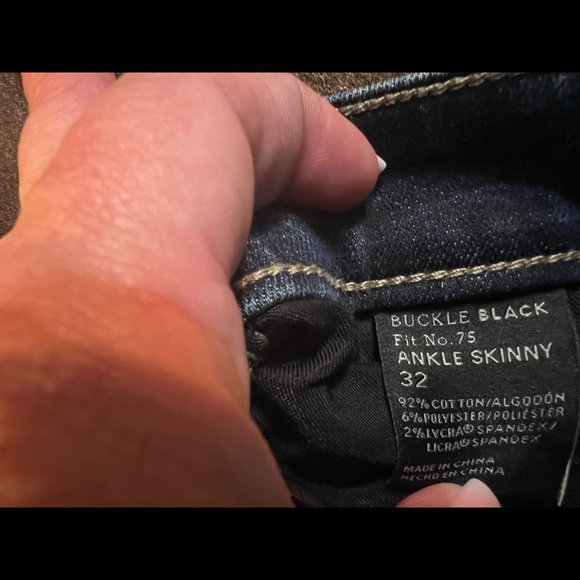 BUCKLE BLACK
Fit No. 75
ANKLE SKINNY
32
92% COTTON/ALGODÓN
6% POLYESTER/POLIÉSTER
2% LYCRA® SPANDEX/
LICRA® SPANDEX
MADE IN CHINA
HECHO EN CHINA